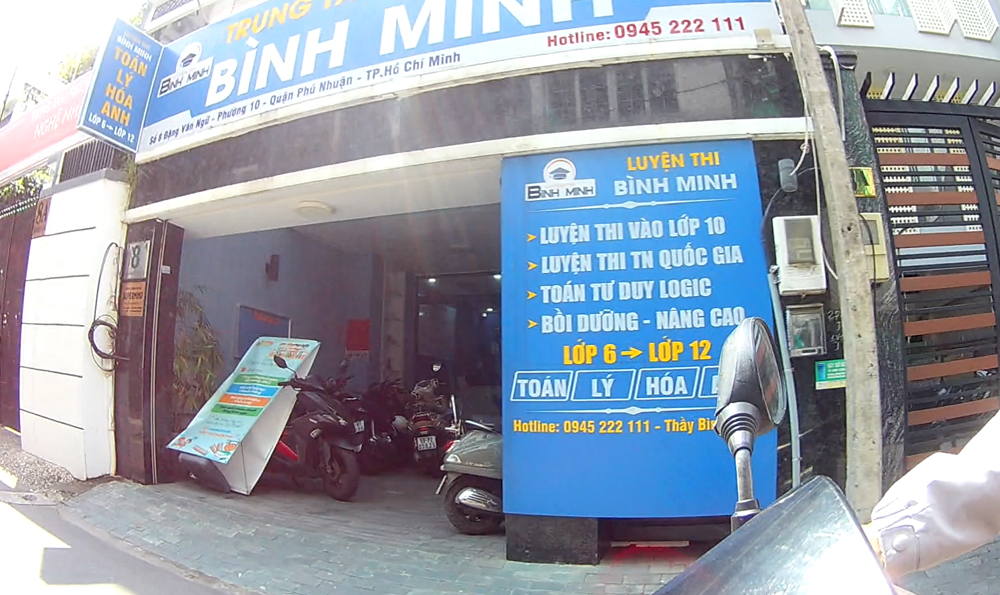 TRUNG TÂ
BÌNH MINH
BÌNH MINH
Hotline: 0945 222 111
Số 8 Đặng Văn Ngữ - Phường 10 - Quận Phú Nhuận - TP.Hồ Chí Minh
BÌNH MINH
TOÁN
LÝ
HÓA
ANH
LỚP 6 → LỚP 12
8
LUYỆN THI
BÌNH MINH
BÌNH MINH
LUYỆN THI VÀO LỚP 10
LUYỆN THI TN QUỐC GIA
TOÁN TƯ DUY LOGIC
BỒI DƯỠNG - NÂNG CAO
LỚP 6 → LỚP 12
TOÁN LÝ HÓA
Hotline: 0945 222 111 - Thầy